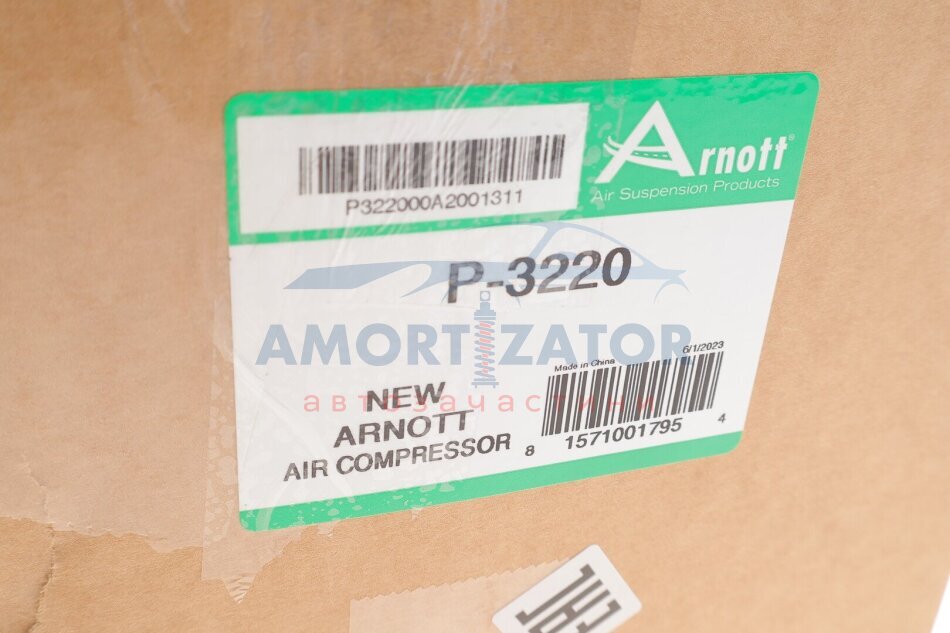 Arnott®
Air Suspension Products
P322000A2001311
P-3220
AMORTIZATOR
автозачастини
6/1/2023
Made in China
NEW
ARNOTT
AIR COMPRESSOR
8 1571001795 4